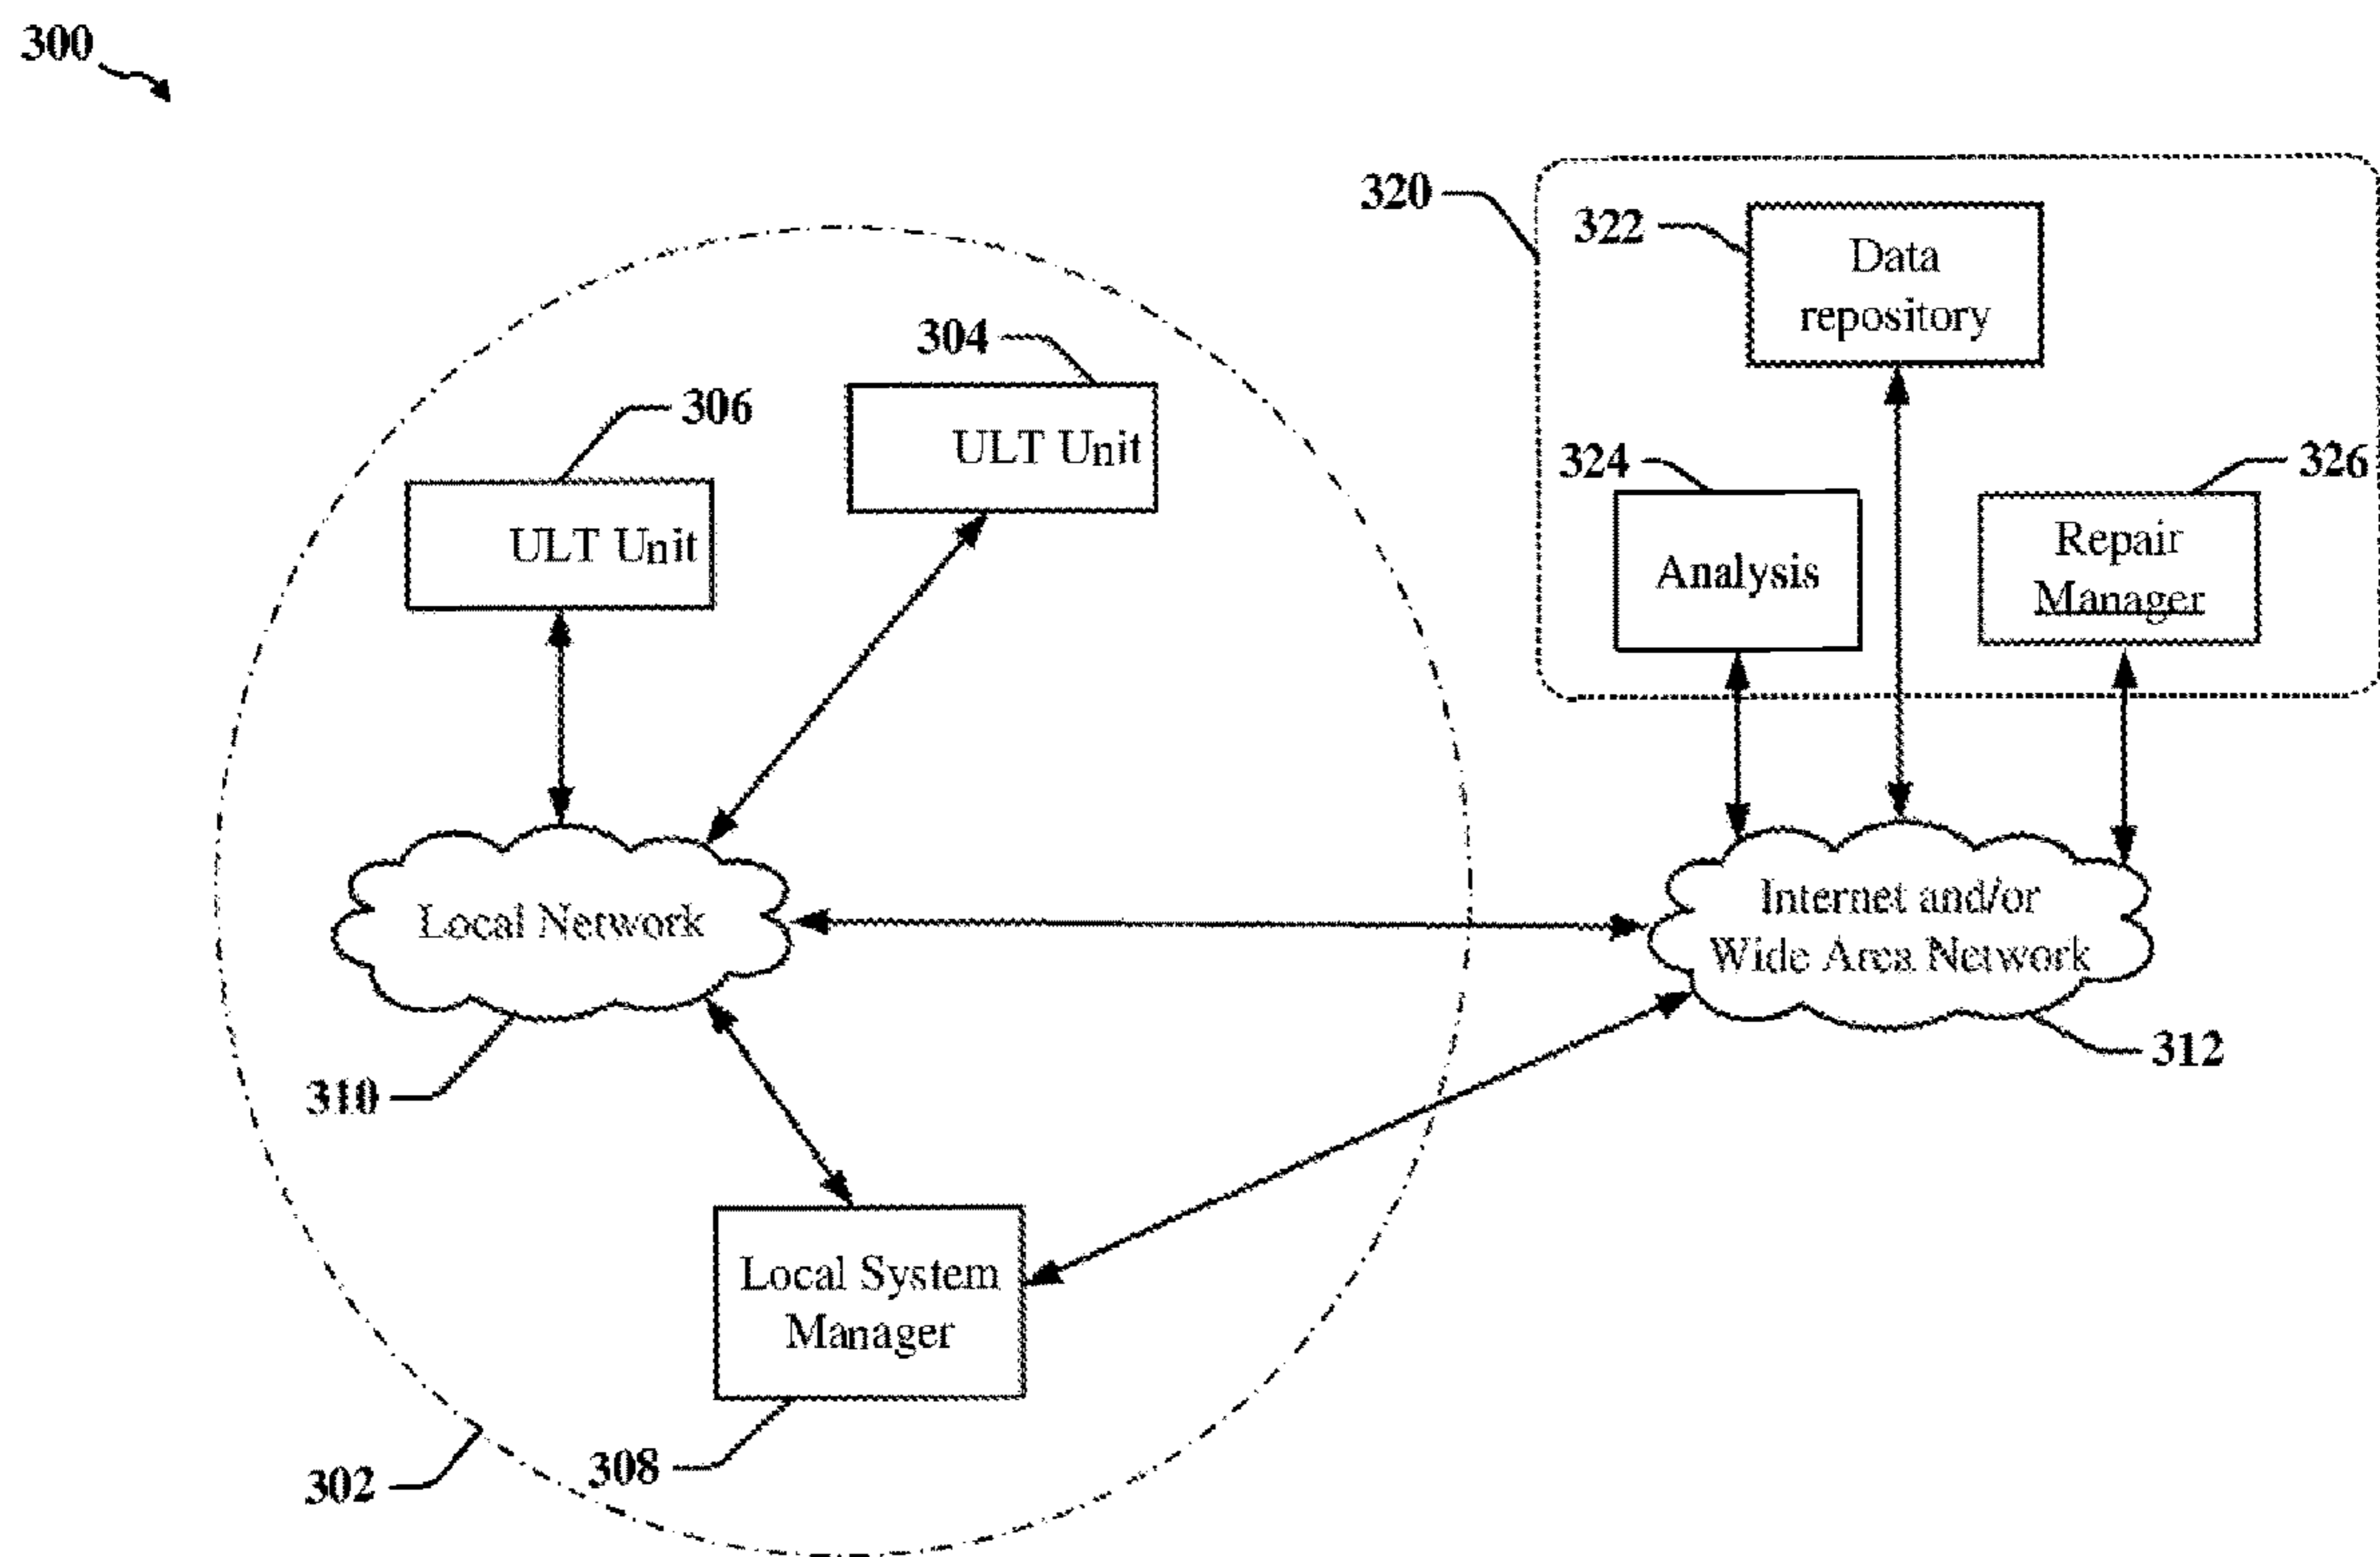 300
320
322
Data
repository
304
ULT Unit
306
ULT Unit
324
Analysis
326
Repair
Manager
Local Network
Internet and/or
Wide Area Network
310
312
Local System
Manager
308
302